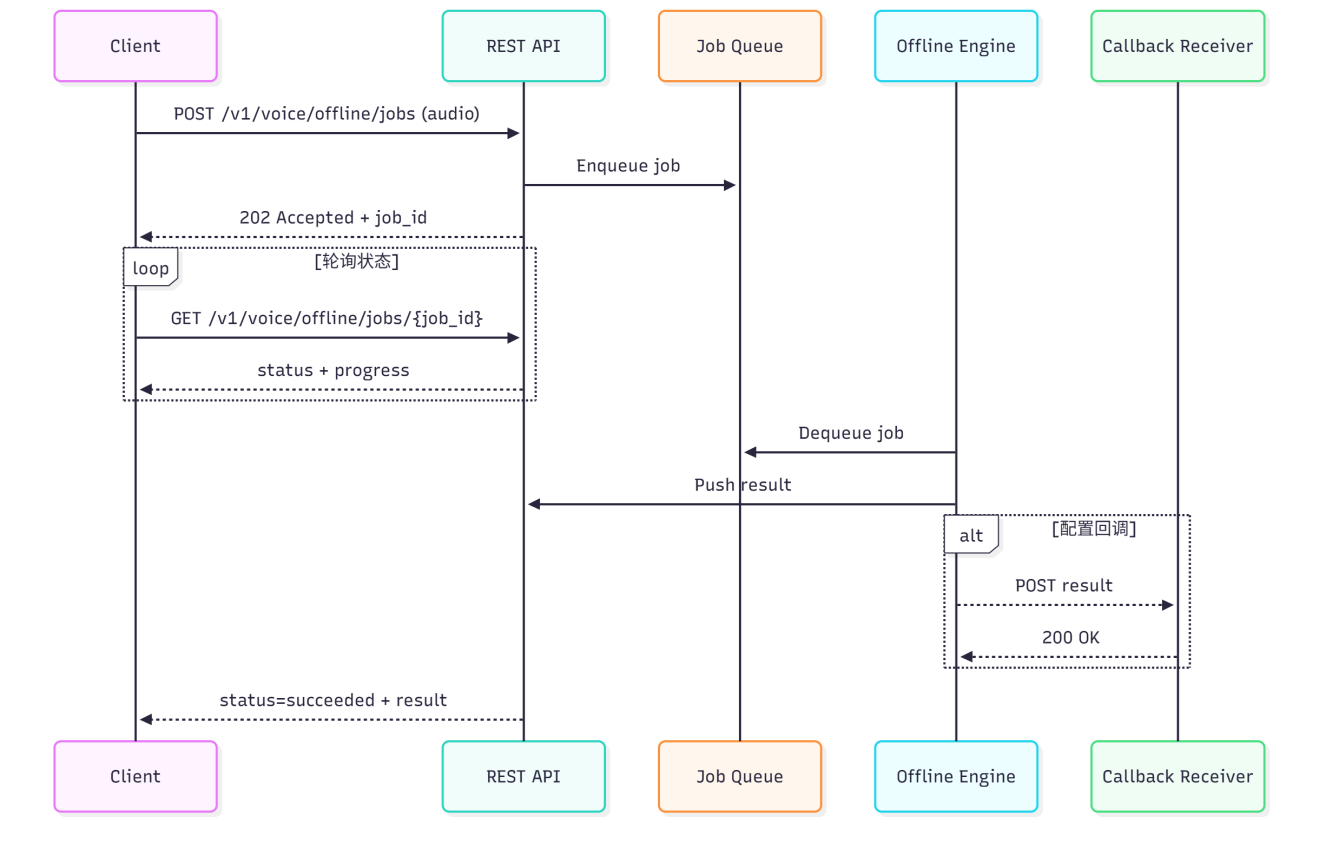 Client
REST API
Job Queue
Offline Engine
Callback Receiver
POST /v1/voice/offline/jobs (audio)
Enqueue job
202 Accepted + job_id
loop
[轮询状态]
GET /v1/voice/offline/jobs/{job_id}
status + progress
Dequeue job
Push result
alt
[配置回调]
POST result
200 OK
status=succeeded + result
Client
REST API
Job Queue
Offline Engine
Callback Receiver